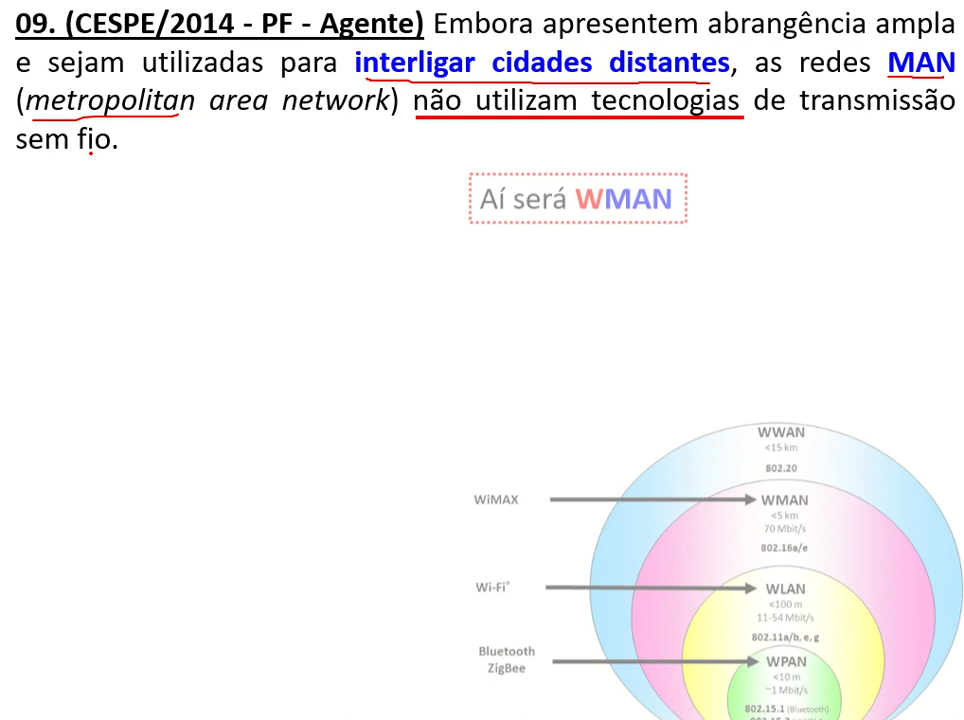 09. (CESPE/2014 - PF - Agente) Embora apresentem abrangência ampla
e sejam utilizadas para interligar cidades distantes, as redes MAN
(metropolitan area network) não utilizam tecnologias de transmissão
sem fio.
Aí será WMAN
WWAN
<15 km
802.20
WiMAX
WMAN
<5 km
70 Mbit/s
802.16a/e
Wi-Fi*
WLAN
<100 m
11-54 Mbit/s
802.11a/b, e, g
Bluetooth
ZigBee
WPAN
<10 m
~1 Mbit/s
802.15.1 (Bluetooth)